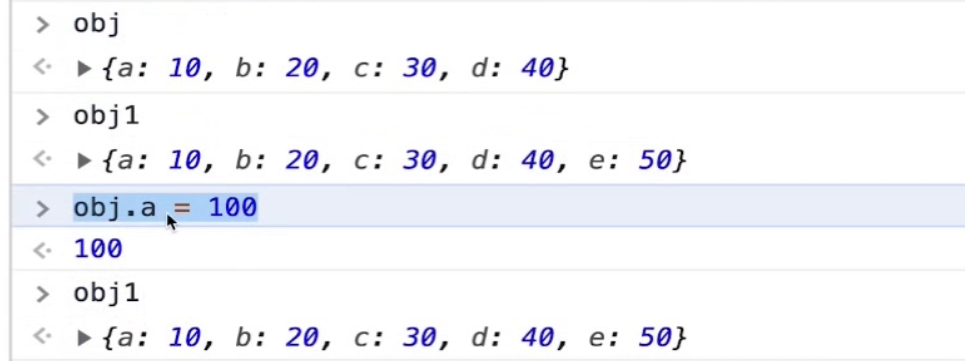 > obj
<· ▶ {a: 10, b: 20, c: 30, d: 40}
> obj1
<· ▶ {a: 10, b: 20, c: 30, d: 40, e: 50}
> obj.a = 100
<· 100
> obj1
<· ▶ {a: 10, b: 20, c: 30, d: 40, e: 50}